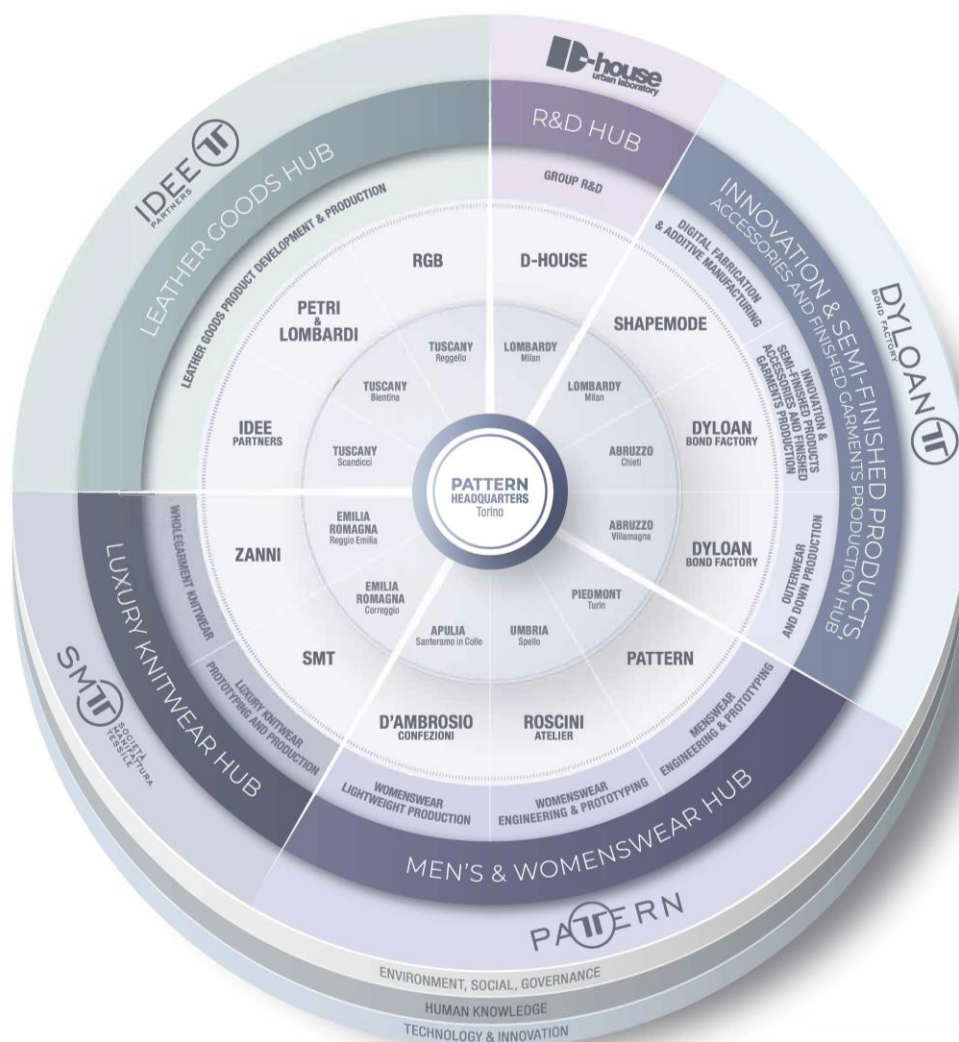 D-house
urban laboratory
R&D HUB
GROUP R&D
D-HOUSE
LOMBARDY
Milan
DYLOAN
BOND FACTORY
INNOVATION & SEMI-FINISHED PRODUCTS
ACCESSORIES AND FINISHED GARMENTS PRODUCTION HUB
DIGITAL FABRICATION
& ADDITIVE MANUFACTURING
SHAPEMODE
LOMBARDY
Milan
INNOVATION &
SEMI-FINISHED PRODUCTS
ACCESSORIES AND FINISHED
GARMENTS PRODUCTION
DYLOAN
BOND FACTORY
ABRUZZO
Chieti
OUTERWEAR
AND DOWN PRODUCTION
DYLOAN
BOND FACTORY
ABRUZZO
Villamagna
PATTERN
MEN'S & WOMENSWEAR HUB
MENSWEAR
ENGINEERING & PROTOTYPING
PATTERN
PIEDMONT
Turin
WOMENSWEAR
ENGINEERING & PROTOTYPING
ROSCINI
ATELIER
UMBRIA
Spello
WOMENSWEAR
LIGHTWEIGHT PRODUCTION
D'AMBROSIO
CONFEZIONI
APULIA
Santeramo in Colle
SMT
SOCIETÀ
MANIFATTURA
TESSILE
LUXURY KNITWEAR HUB
LUXURY KNITWEAR
PROTOTYPING AND PRODUCTION
SMT
EMILIA
ROMAGNA
Correggio
WHOLEGARMENT KNITWEAR
ZANNI
EMILIA
ROMAGNA
Reggio Emilia
IDEE
PARTNERS
LEATHER GOODS HUB
LEATHER GOODS PRODUCT DEVELOPMENT & PRODUCTION
IDEE
PARTNERS
TUSCANY
Scandicci
PETRI
&
LOMBARDI
TUSCANY
Bientina
RGB
TUSCANY
Reggello
PATTERN
HEADQUARTERS
Torino
ENVIRONMENT, SOCIAL, GOVERNANCE
HUMAN KNOWLEDGE
TECHNOLOGY & INNOVATION